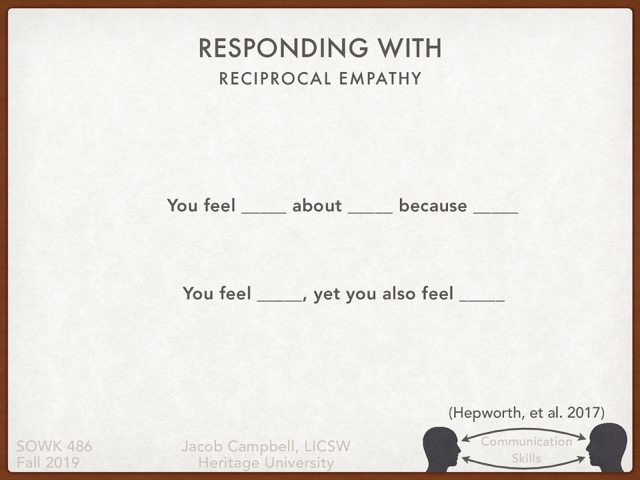 RESPONDING WITH
RECIPROCAL EMPATHY
You feel _____ about _____ because _____
You feel _____, yet you also feel _____
(Hepworth, et al. 2017)
SOWK 486
Fall 2019
Jacob Campbell, LICSW
Heritage University
Communication
Skills